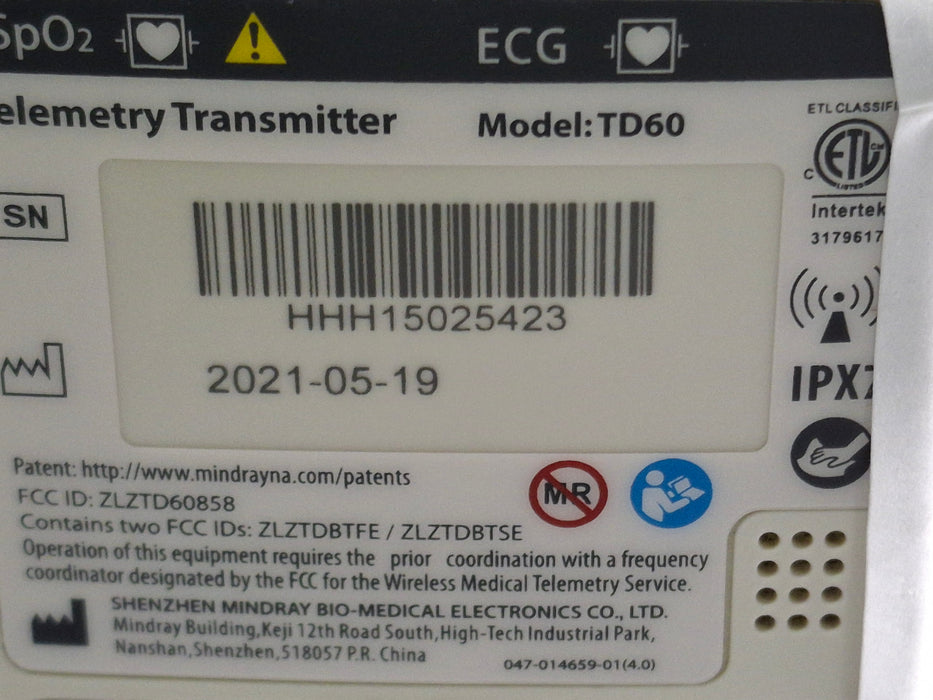 SpO2 ECG
elemetry Transmitter Model: TD60
ETL CLASSIFI
C ETL CM
LISTED
Intertek
3179617
SN
HHH15025423
2021-05-19
IPX7
Patent: http://www.mindrayna.com/patents
FCC ID: ZLZTD60858
MR
Contains two FCC IDs: ZLZTDBTFE / ZLZTDBTSE
Operation of this equipment requires the prior coordination with a frequency
coordinator designated by the FCC for the Wireless Medical Telemetry Service.
SHENZHEN MINDRAY BIO-MEDICAL ELECTRONICS CO., LTD.
Mindray Building,Keji 12th Road South,High-Tech Industrial Park,
Nanshan,Shenzhen,518057 P.R. China
047-014659-01(4.0)